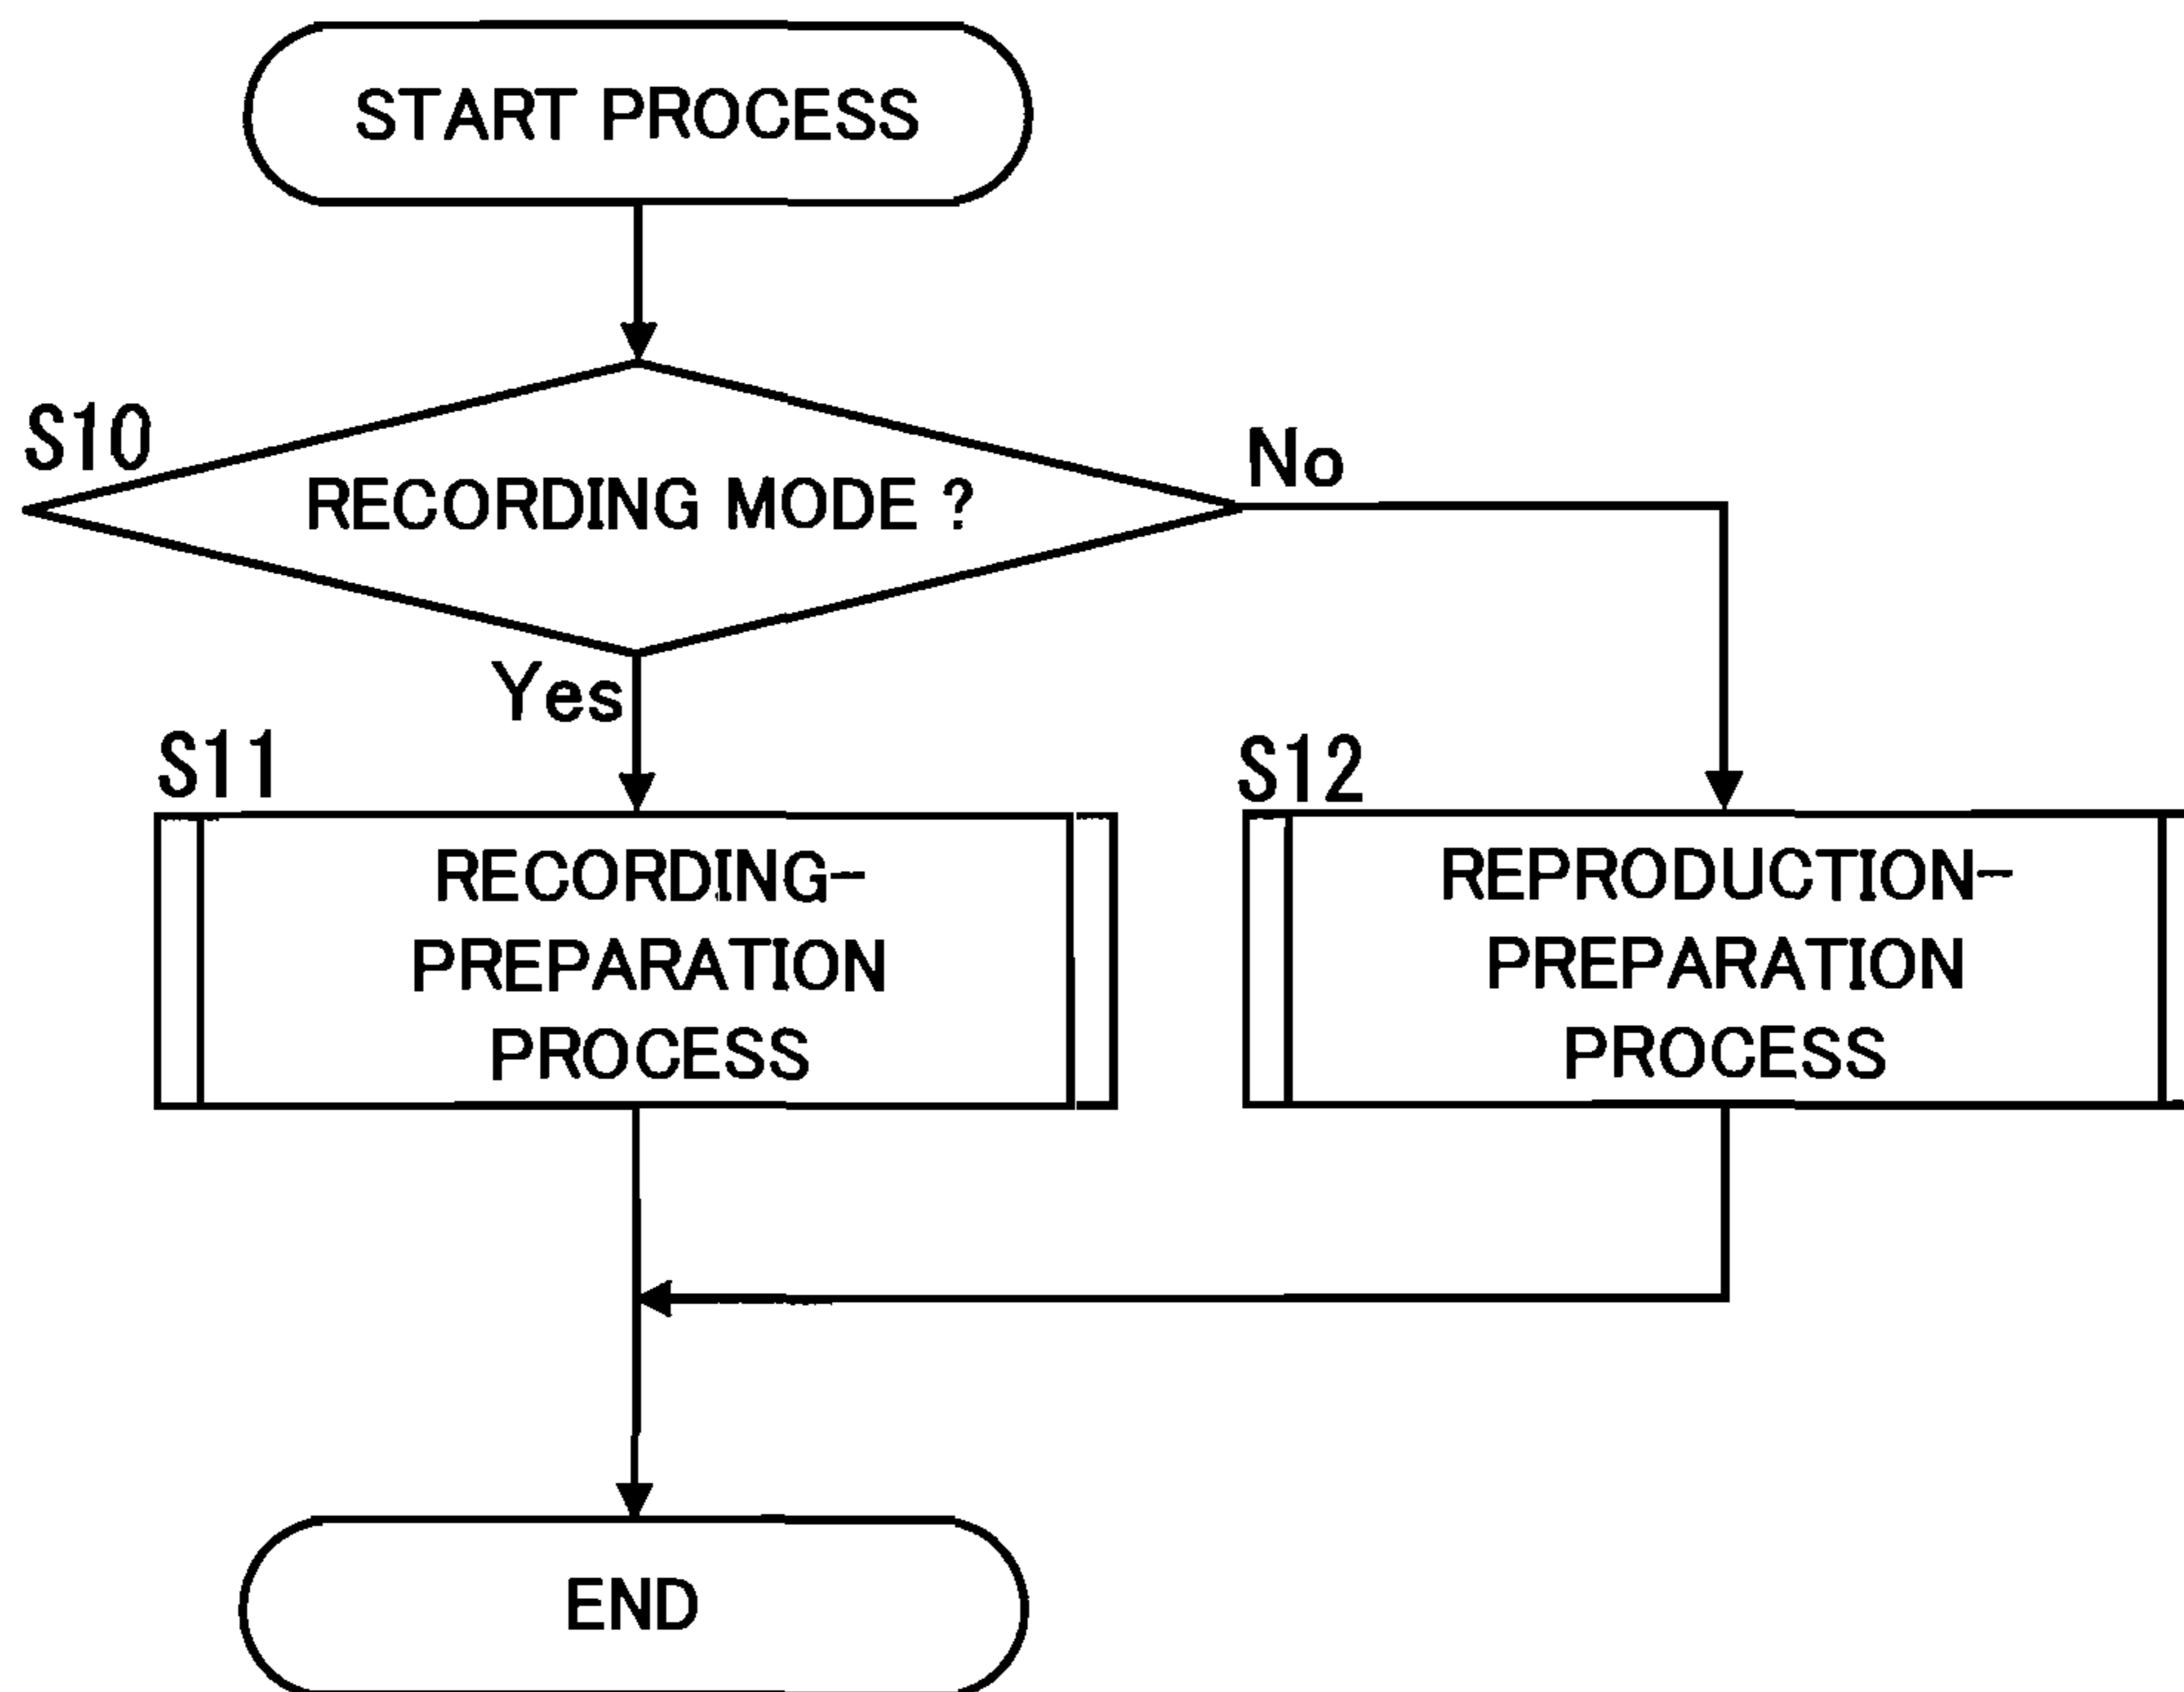 START PROCESS
S10
RECORDING MODE ?
No
Yes
S11
RECORDING-
PREPARATION
PROCESS
S12
REPRODUCTION-
PREPARATION
PROCESS
END